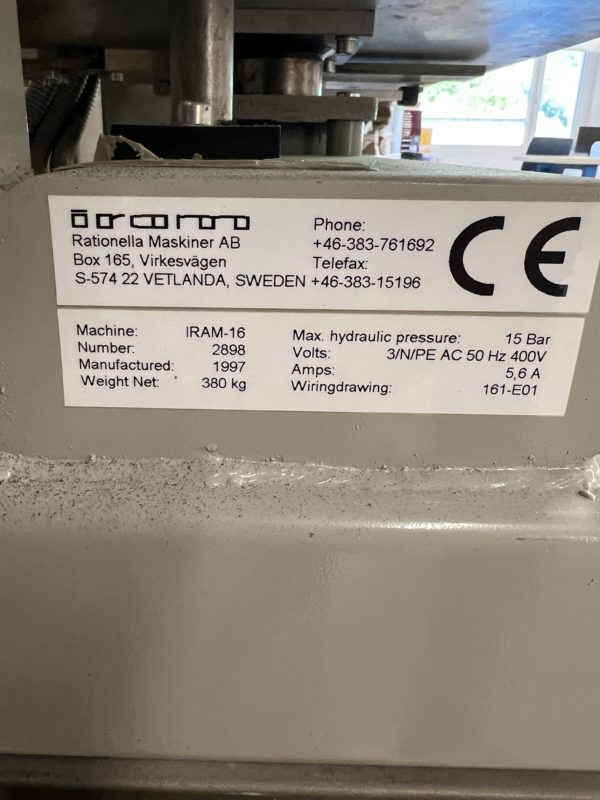 iram
Rationella Maskiner AB
Box 165, Virkesvägen
S-574 22 VETLANDA, SWEDEN
Phone:
+46-383-761692
Telefax:
+46-383-15196
CE
Machine: IRAM-16
Number: 2898
Manufactured: 1997
Weight Net: 380 kg
Max. hydraulic pressure: 15 Bar
Volts: 3/N/PE AC 50 Hz 400V
Amps: 5,6 A
Wiringdrawing: 161-E01